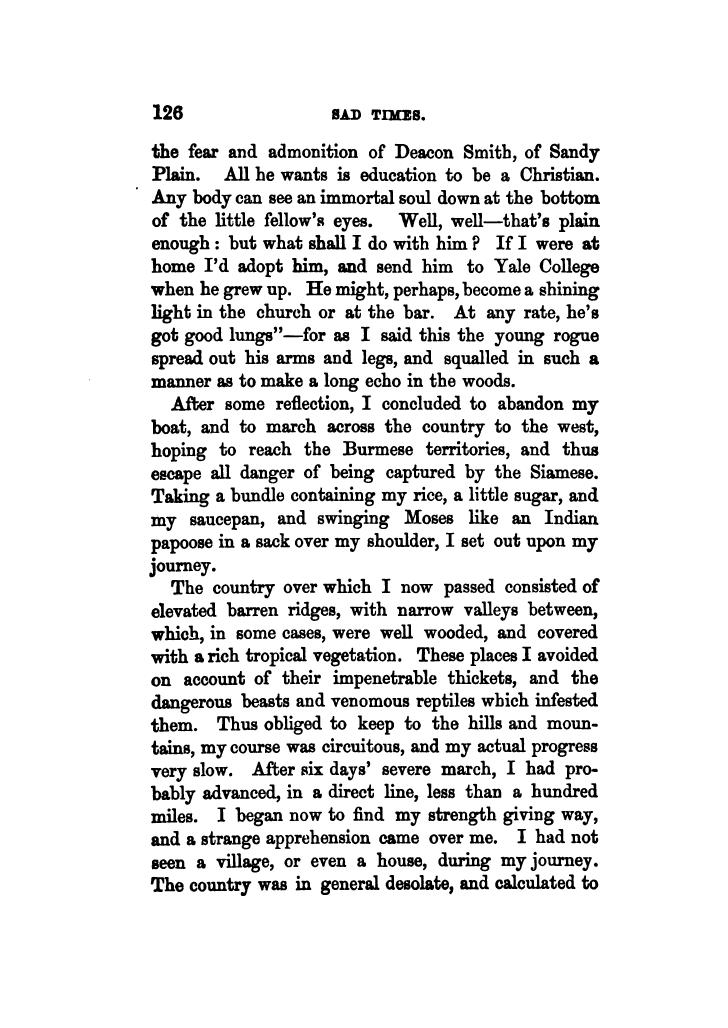 126 SAD TIMES.
the fear and admonition of Deacon Smith, of Sandy
Plain. All he wants is education to be a Christian.
Any body can see an immortal soul down at the bottom
of the little fellow's eyes. Well, well—that's plain
enough : but what shall I do with him ? If I were at
home I'd adopt him, and send him to Yale College
when he grew up. He might, perhaps, become a shining
light in the church or at the bar. At any rate, he's
got good lungs"—for as I said this the young rogue
spread out his arms and legs, and squalled in such a
manner as to make a long echo in the woods.
After some reflection, I concluded to abandon my
boat, and to march across the country to the west,
hoping to reach the Burmese territories, and thus
escape all danger of being captured by the Siamese.
Taking a bundle containing my rice, a little sugar, and
my saucepan, and swinging Moses like an Indian
papoose in a sack over my shoulder, I set out upon my
journey.
The country over which I now passed consisted of
elevated barren ridges, with narrow valleys between,
which, in some cases, were well wooded, and covered
with a rich tropical vegetation. These places I avoided
on account of their impenetrable thickets, and the
dangerous beasts and venomous reptiles which infested
them. Thus obliged to keep to the hills and moun-
tains, my course was circuitous, and my actual progress
very slow. After six days' severe march, I had pro-
bably advanced, in a direct line, less than a hundred
miles. I began now to find my strength giving way,
and a strange apprehension came over me. I had not
seen a village, or even a house, during my journey.
The country was in general desolate, and calculated to